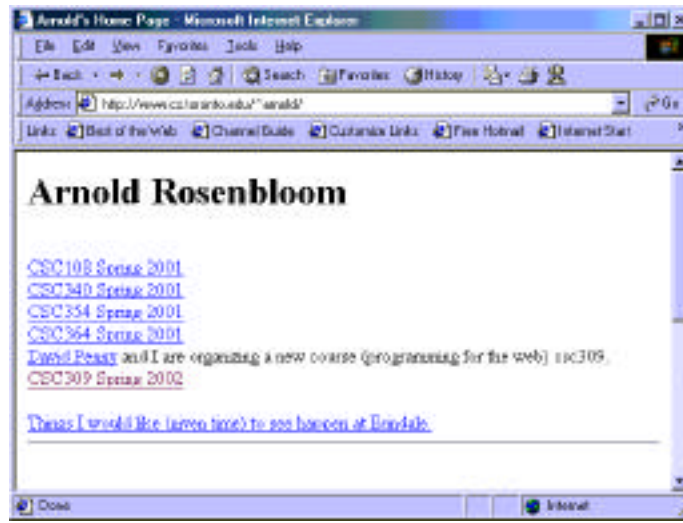 Arnold's Home Page - Microsoft Internet Explorer
File Edit View Favorites Tools Help
Back Search Favorites History
Address http://www.cs.toronto.edu/~arnold/ Go
Links Best of the Web Channel Guide Customize Links Free Hotmail Internet Start
Arnold Rosenbloom
CSC108 Spring 2001
CSC340 Spring 2001
CSC354 Spring 2001
CSC364 Spring 2001
David Penny and I are organizing a new course (programming for the web) csc309.
CSC309 Spring 2002
Things I would like (given time) to see happen at Erindale.
Done Internet